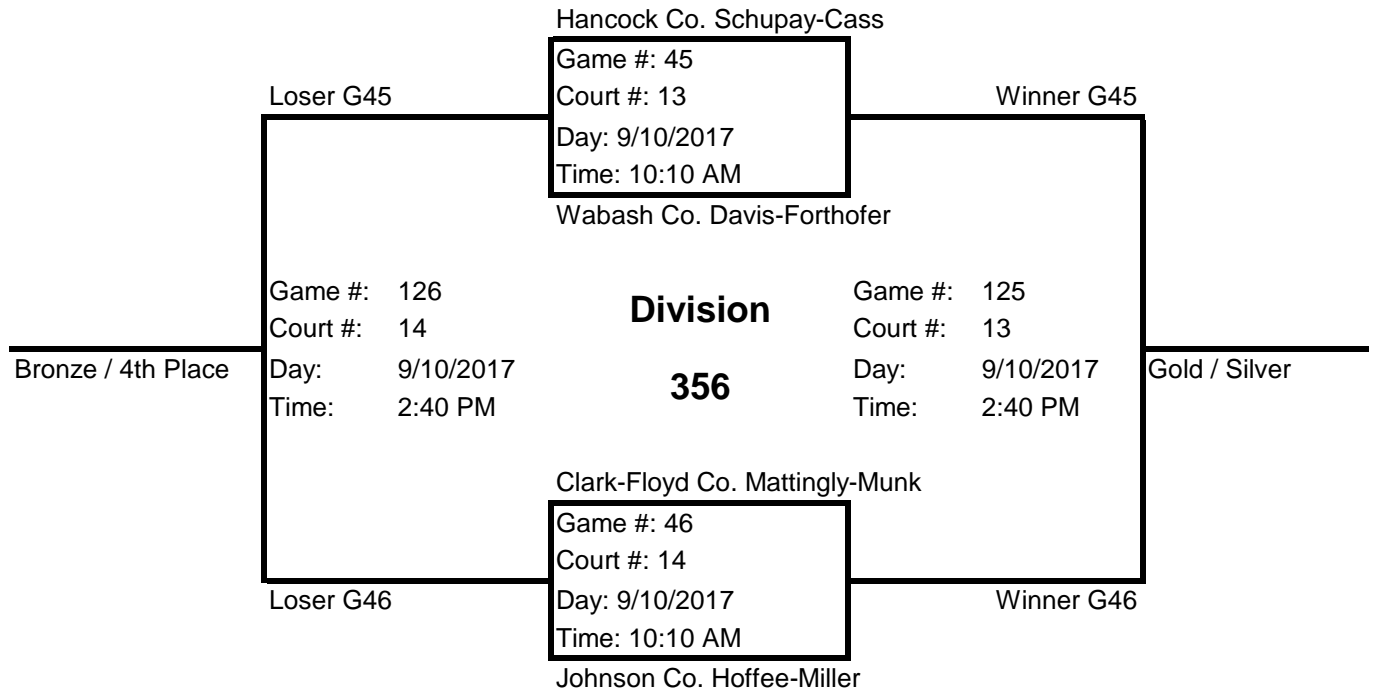 Hancock Co. Schupay-Cass
Game #: 45
Loser G45
Court #: 13
Winner G45
Day: 9/10/2017
Time: 10:10 AM
Wabash Co. Davis-Forthofer
Game #: 126
Court #: 14
Day: 9/10/2017
Time: 2:40 PM
Bronze / 4th Place
Division
356
Game #: 125
Court #: 13
Day: 9/10/2017
Time: 2:40 PM
Gold / Silver
Clark-Floyd Co. Mattingly-Munk
Game #: 46
Court #: 14
Loser G46
Day: 9/10/2017
Winner G46
Time: 10:10 AM
Johnson Co. Hoffee-Miller